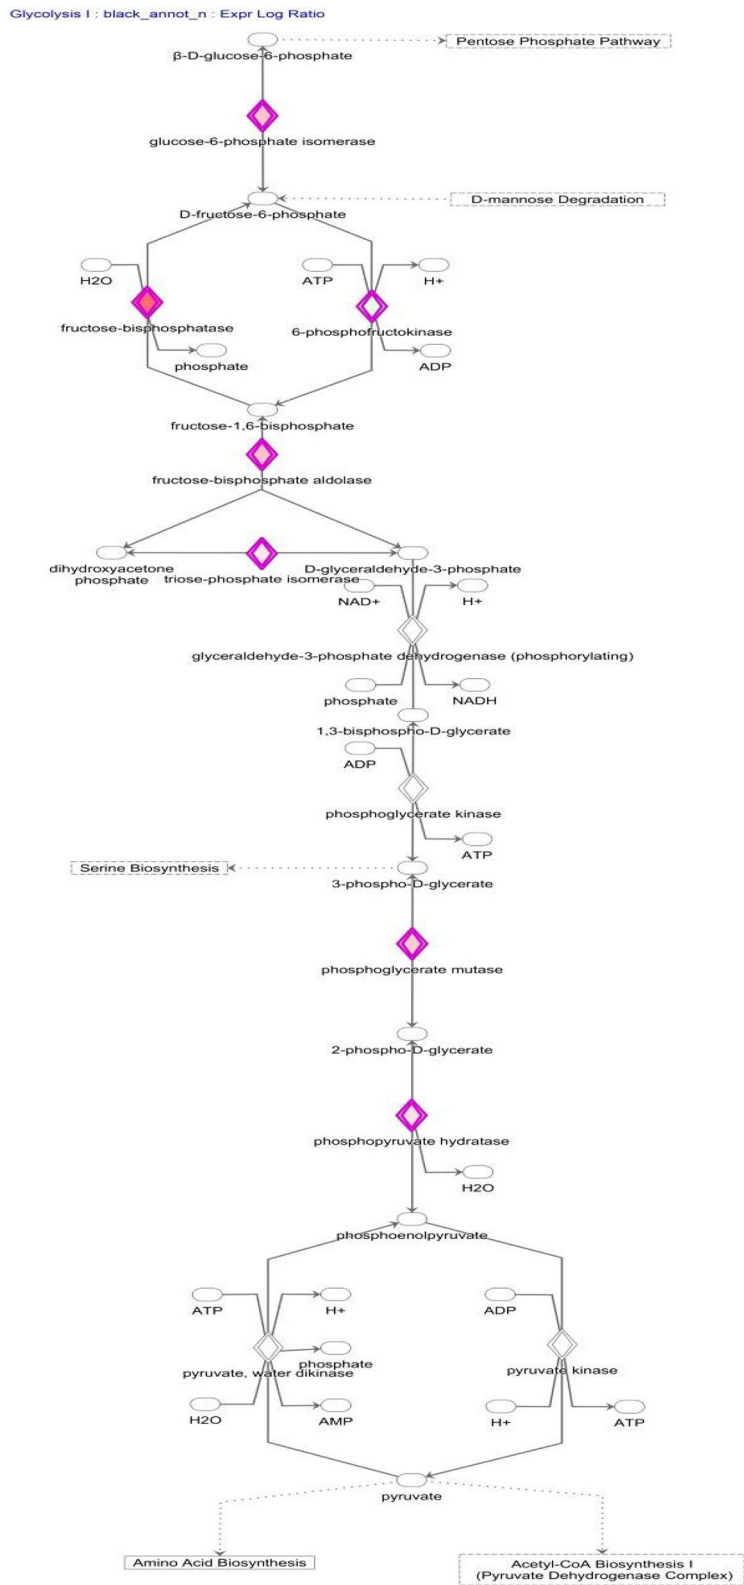 Glycolysis I : black_annot_n : Expr Log Ratio
Pentose Phosphate Pathway
β-D-glucose-6-phosphate
glucose-6-phosphate isomerase
D-mannose Degradation
D-fructose-6-phosphate
H2O
ATP
H+
fructose-bisphosphatase
6-phosphofructokinase
phosphate
ADP
fructose-1,6-bisphosphate
fructose-bisphosphate aldolase
dihydroxyacetone
phosphate
triose-phosphate isomerase
D-glyceraldehyde-3-phosphate
NAD+
H+
glyceraldehyde-3-phosphate dehydrogenase (phosphorylating)
phosphate
NADH
1,3-bisphospho-D-glycerate
ADP
phosphoglycerate kinase
ATP
Serine Biosynthesis
3-phospho-D-glycerate
phosphoglycerate mutase
2-phospho-D-glycerate
phosphopyruvate hydratase
H2O
phosphoenolpyruvate
ATP
H+
ADP
phosphate
pyruvate, water dikinase
pyruvate kinase
H2O
AMP
H+
ATP
pyruvate
Amino Acid Biosynthesis
Acetyl-CoA Biosynthesis I
(Pyruvate Dehydrogenase Complex)